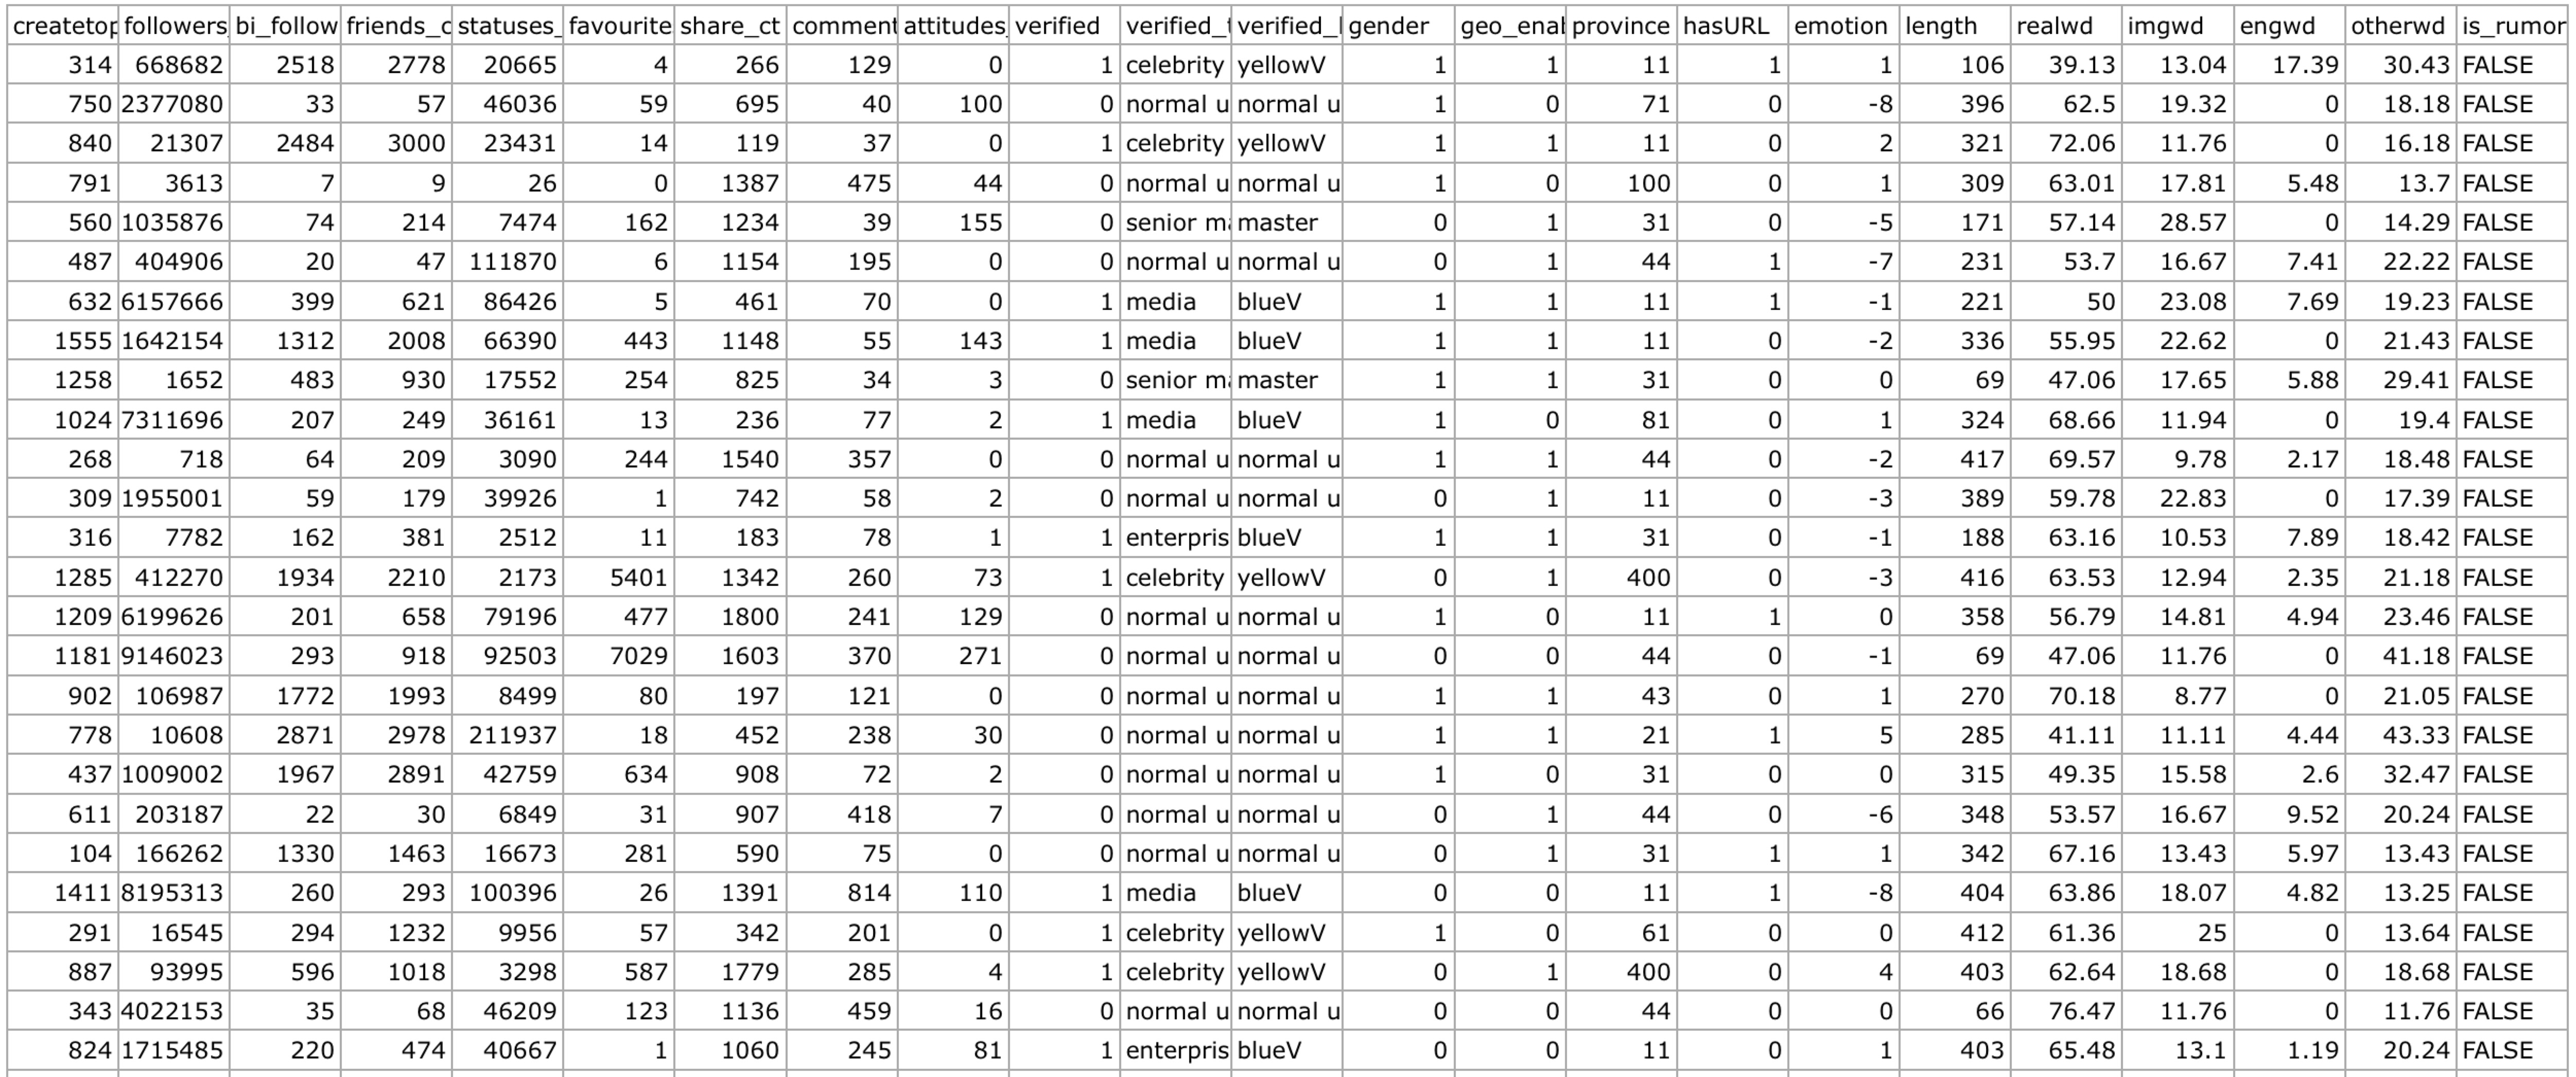 createtop followers_ bi_follow friends_c statuses_ favourite share_ct comment attitudes_ verified verified_t verified_l gender geo_enab province hasURL emotion length realwd imgwd engwd otherwd is_rumor
314 668682 2518 2778 20665 4 266 129 0 1 celebrity yellowV 1 1 11 1 1 106 39.13 13.04 17.39 30.43 FALSE
750 2377080 33 57 46036 59 695 40 100 0 normal u normal u 1 0 71 0 -8 396 62.5 19.32 0 18.18 FALSE
840 21307 2484 3000 23431 14 119 37 0 1 celebrity yellowV 1 1 11 0 2 321 72.06 11.76 0 16.18 FALSE
791 3613 7 9 26 0 1387 475 44 0 normal u normal u 1 0 100 0 1 309 63.01 17.81 5.48 13.7 FALSE
560 1035876 74 214 7474 162 1234 39 155 0 senior ma master 0 1 31 0 -5 171 57.14 28.57 0 14.29 FALSE
487 404906 20 47 111870 6 1154 195 0 0 normal u normal u 0 1 44 1 -7 231 53.7 16.67 7.41 22.22 FALSE
632 6157666 399 621 86426 5 461 70 0 1 media blueV 1 1 11 1 -1 221 50 23.08 7.69 19.23 FALSE
1555 1642154 1312 2008 66390 443 1148 55 143 1 media blueV 1 1 11 0 -2 336 55.95 22.62 0 21.43 FALSE
1258 1652 483 930 17552 254 825 34 3 0 senior ma master 1 1 31 0 0 69 47.06 17.65 5.88 29.41 FALSE
1024 7311696 207 249 36161 13 236 77 2 1 media blueV 1 0 81 0 1 324 68.66 11.94 0 19.4 FALSE
268 718 64 209 3090 244 1540 357 0 0 normal u normal u 1 1 44 0 -2 417 69.57 9.78 2.17 18.48 FALSE
309 1955001 59 179 39926 1 742 58 2 0 normal u normal u 0 1 11 0 -3 389 59.78 22.83 0 17.39 FALSE
316 7782 162 381 2512 11 183 78 1 1 enterpris blueV 1 1 31 0 -1 188 63.16 10.53 7.89 18.42 FALSE
1285 412270 1934 2210 2173 5401 1342 260 73 1 celebrity yellowV 0 1 400 0 -3 416 63.53 12.94 2.35 21.18 FALSE
1209 6199626 201 658 79196 477 1800 241 129 0 normal u normal u 1 0 11 1 0 358 56.79 14.81 4.94 23.46 FALSE
1181 9146023 293 918 92503 7029 1603 370 271 0 normal u normal u 0 0 44 0 -1 69 47.06 11.76 0 41.18 FALSE
902 106987 1772 1993 8499 80 197 121 0 0 normal u normal u 1 1 43 0 1 270 70.18 8.77 0 21.05 FALSE
778 10608 2871 2978 211937 18 452 238 30 0 normal u normal u 1 1 21 1 5 285 41.11 11.11 4.44 43.33 FALSE
437 1009002 1967 2891 42759 634 908 72 2 0 normal u normal u 1 0 31 0 0 315 49.35 15.58 2.6 32.47 FALSE
611 203187 22 30 6849 31 907 418 7 0 normal u normal u 0 1 44 0 -6 348 53.57 16.67 9.52 20.24 FALSE
104 166262 1330 1463 16673 281 590 75 0 0 normal u normal u 0 1 31 1 1 342 67.16 13.43 5.97 13.43 FALSE
1411 8195313 260 293 100396 26 1391 814 110 1 media blueV 0 0 11 1 -8 404 63.86 18.07 4.82 13.25 FALSE
291 16545 294 1232 9956 57 342 201 0 1 celebrity yellowV 1 0 61 0 0 412 61.36 25 0 13.64 FALSE
887 93995 596 1018 3298 587 1779 285 4 1 celebrity yellowV 0 1 400 0 4 403 62.64 18.68 0 18.68 FALSE
343 4022153 35 68 46209 123 1136 459 16 0 normal u normal u 0 0 44 0 0 66 76.47 11.76 0 11.76 FALSE
824 1715485 220 474 40667 1 1060 245 81 1 enterpris blueV 0 0 11 0 1 403 65.48 13.1 1.19 20.24 FALSE